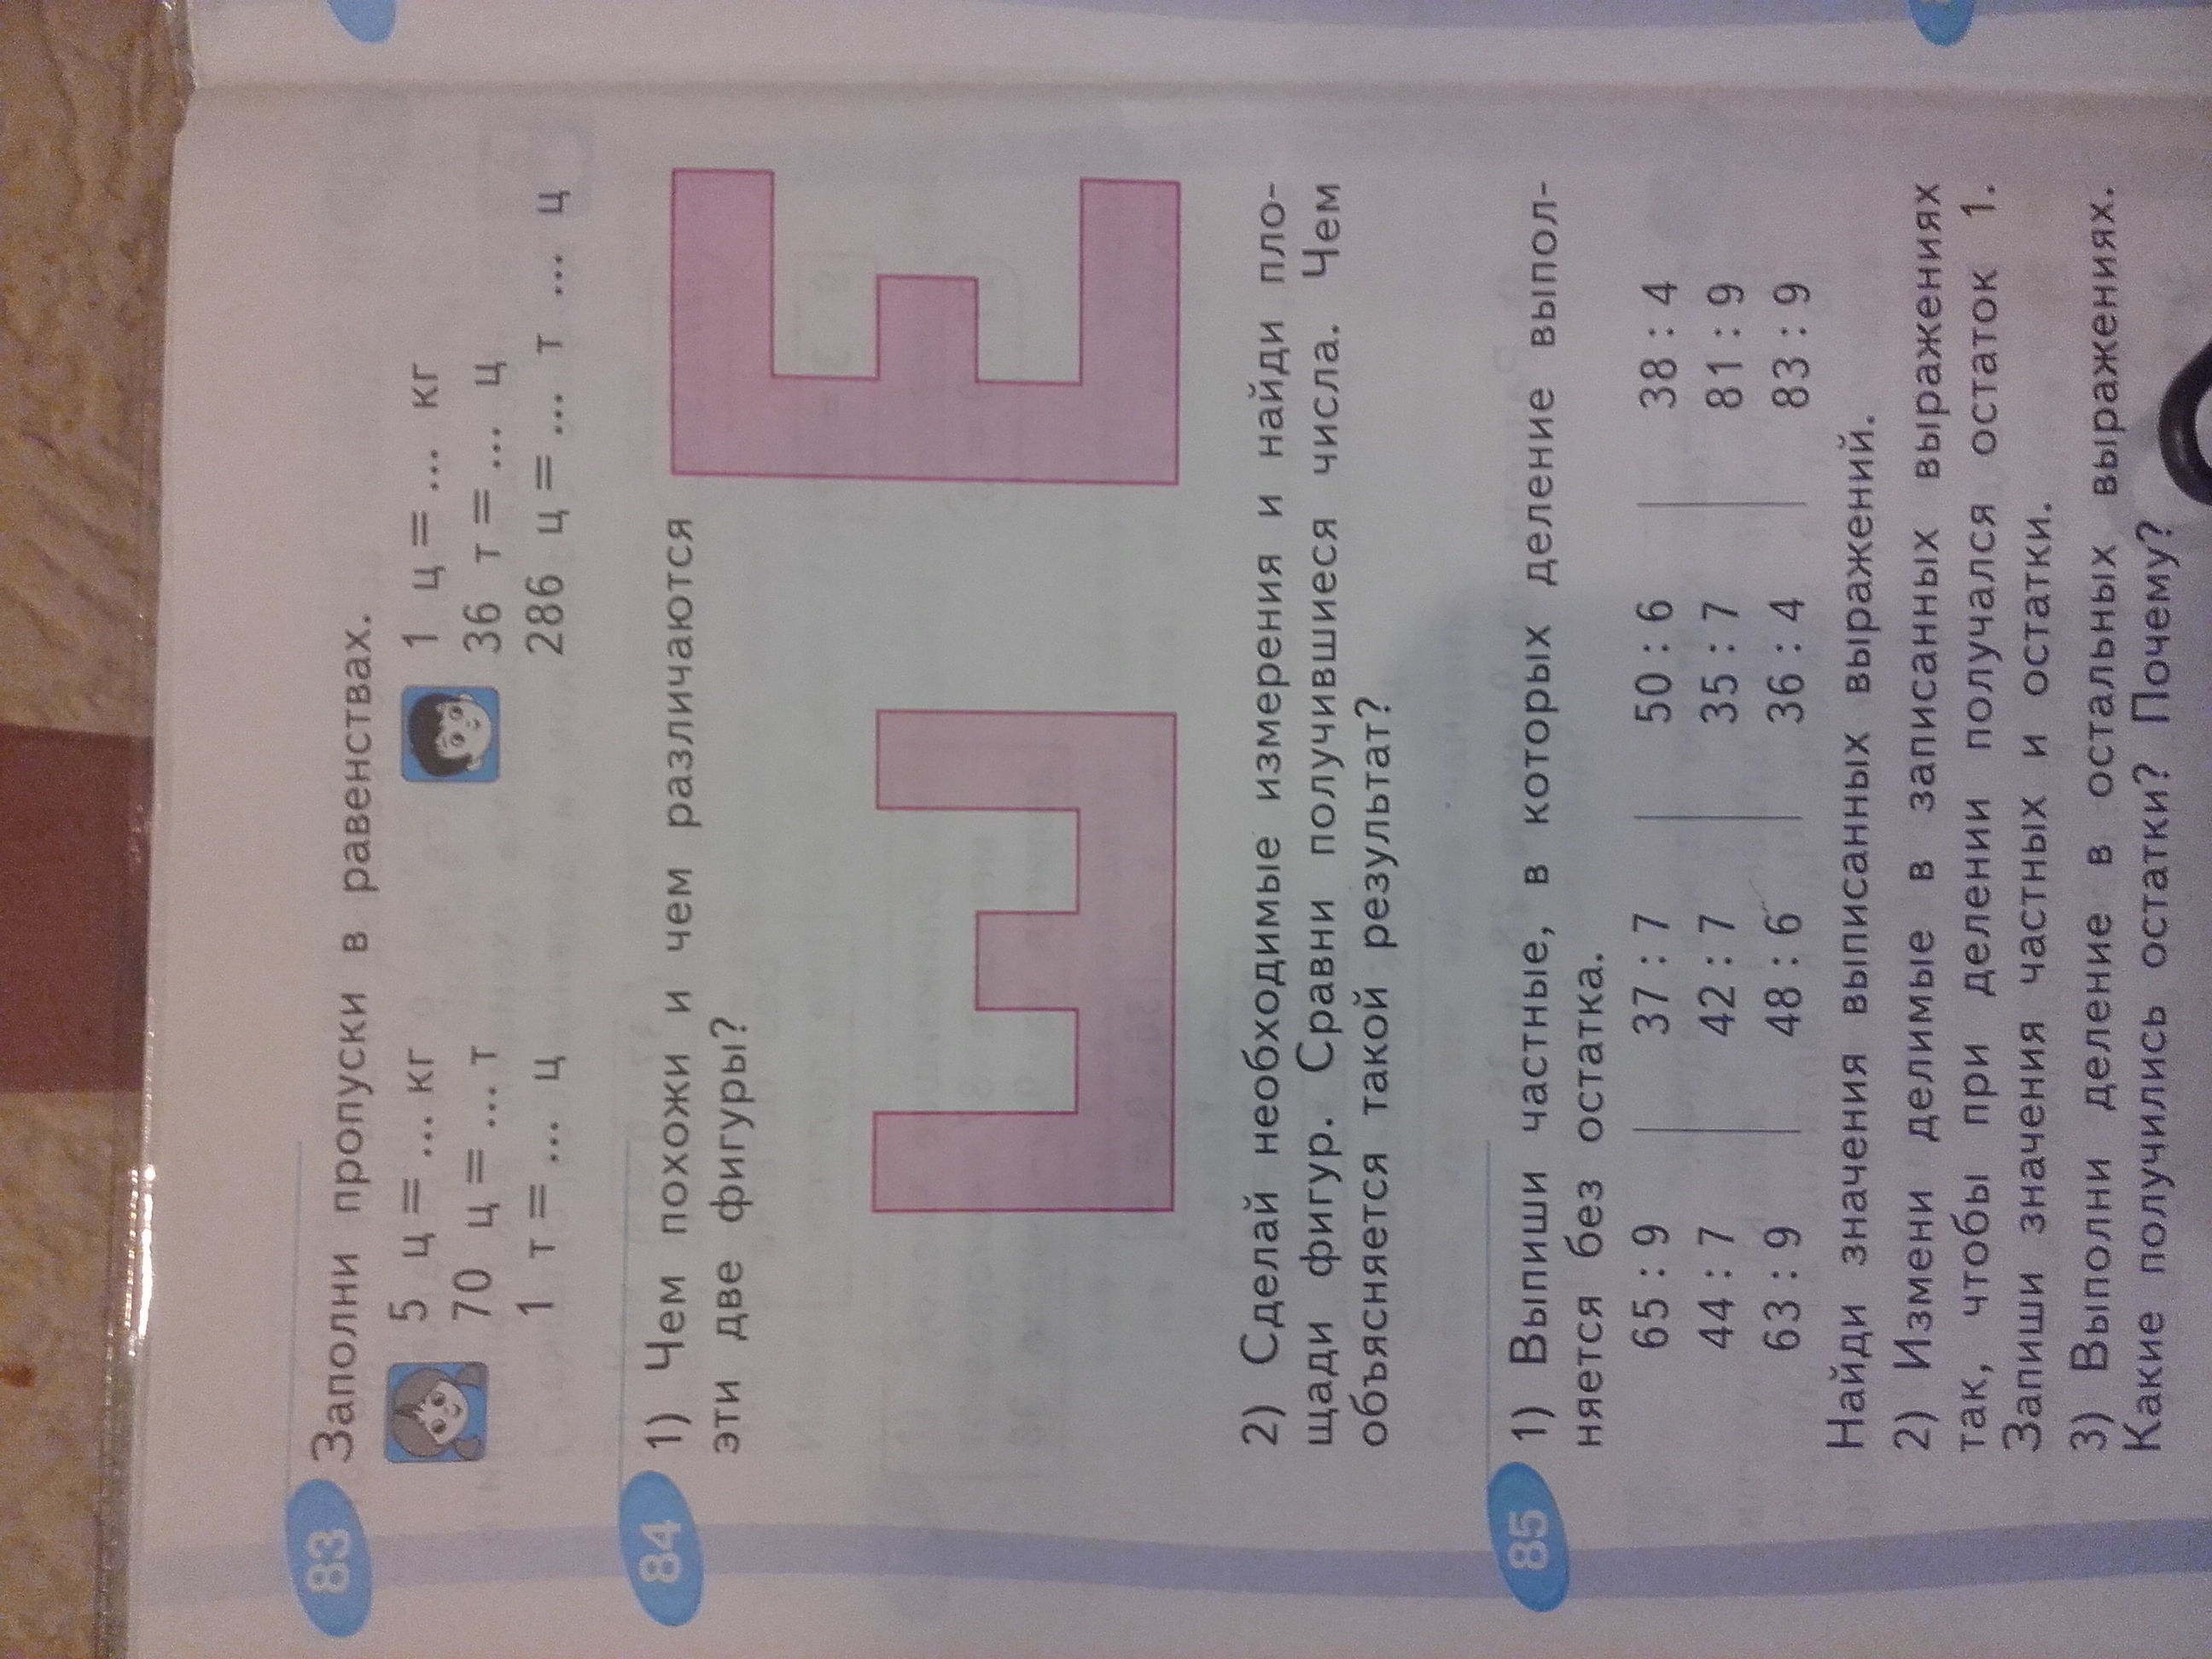 83 Заполни пропуски в равенствах.
5 ц = ... кг
70 ц = ... т
1 т = ... ц
1 ц = ... кг
36 т = ... ц
286 ц = ... т ... ц
84 1) Чем похожи и чем различаются
эти две фигуры?
2) Сделай необходимые измерения и найди пло-
щади фигур. Сравни получившиеся числа. Чем
объясняется такой результат?
85 1) Выпиши частные, в которых деление выпол-
няется без остатка.
65 : 9 37 : 7 50 : 6 38 : 4
44 : 7 42 : 7 35 : 7 81 : 9
63 : 9 48 : 6 36 : 4 83 : 9
Найди значения выписанных выражений.
2) Измени делимые в записанных выражениях
так, чтобы при делении получался остаток 1.
Запиши значения частных и остатки.
3) Выполни деление в остальных выражениях.
Какие получились остатки? Почему?